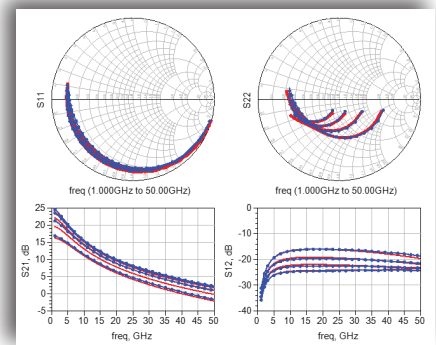 S11
freq (1.000GHz to 50.00GHz)
S22
freq (1.000GHz to 50.00GHz)
S21, dB
25
20
15
10
5
0
-5
0 5 10 15 20 25 30 35 40 45 50
freq, GHz
S12, dB
0
-10
-20
-30
-40
0 5 10 15 20 25 30 35 40 45 50
freq, GHz